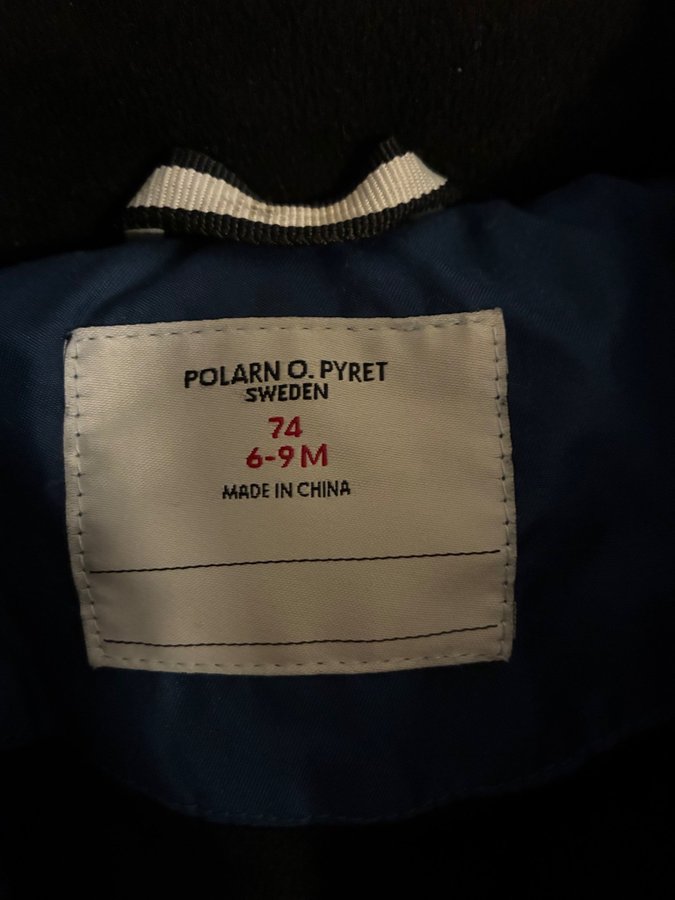 POLARN O. PYRET
SWEDEN
74
6-9 M
MADE IN CHINA